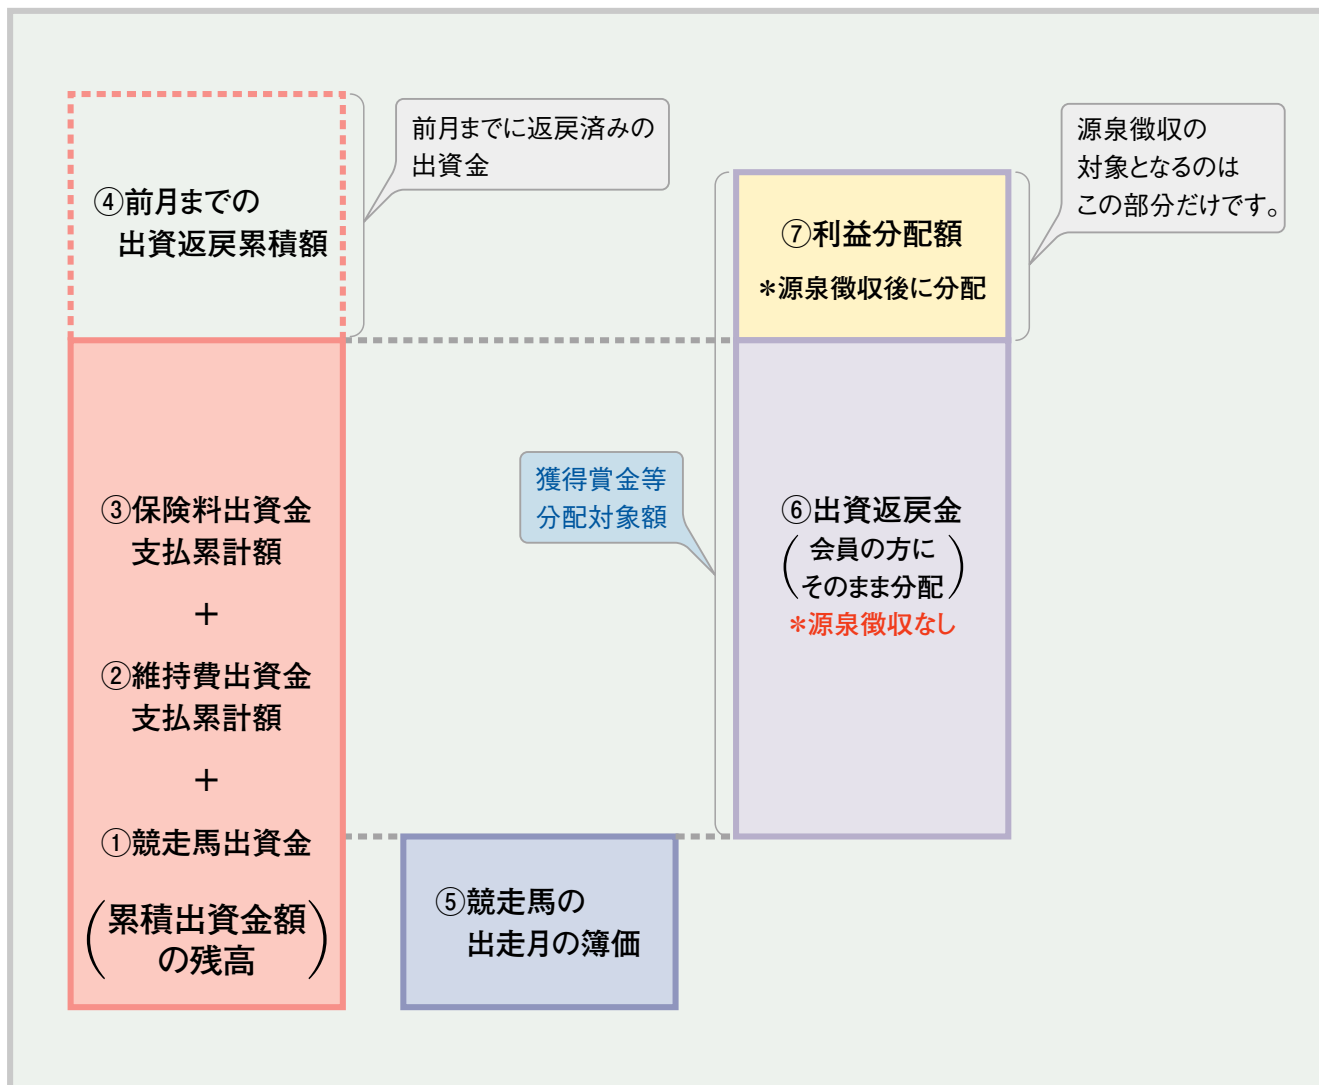 ④前月までの
出資返戻累積額
前月までに返戻済みの
出資金
③保険料出資金
支払累計額
＋
②維持費出資金
支払累計額
＋
①競走馬出資金
（累積出資金額
の残高）
⑤競走馬の
出走月の簿価
獲得賞金等
分配対象額
⑦利益分配額
＊源泉徴収後に分配
源泉徴収の
対象となるのは
この部分だけです。
⑥出資返戻金
（会員の方に
そのまま分配）
＊源泉徴収なし